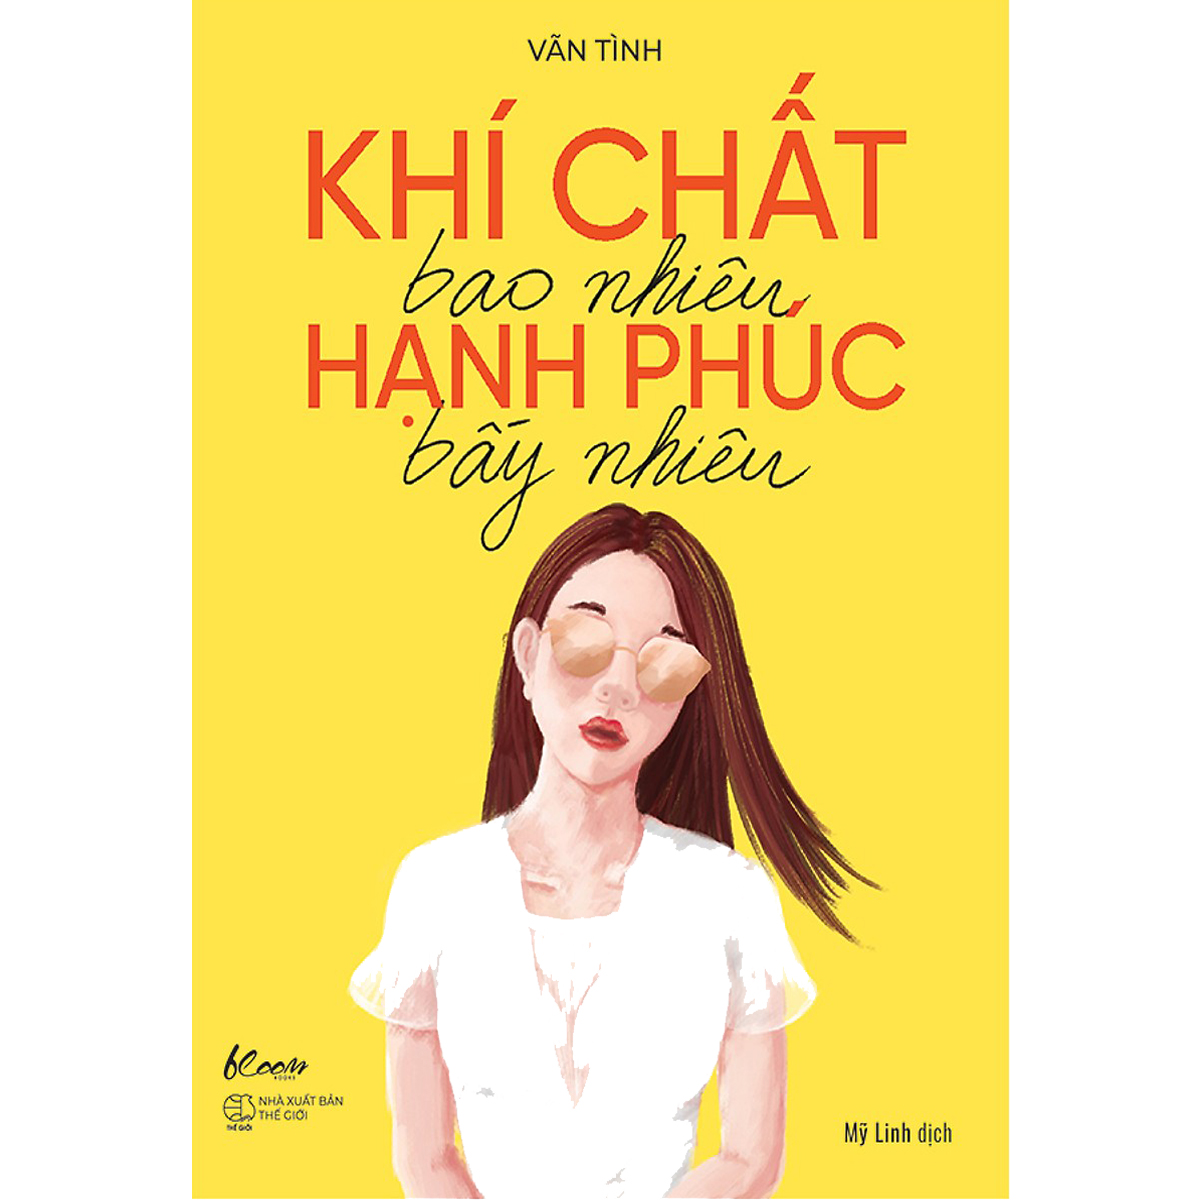 VÃN TÌNH
KHÍ CHẤT
bao nhiêu
HẠNH PHÚC
bấy nhiêu
bloom
BOOKS
NHÀ XUẤT BẢN
THẾ GIỚI
THẾ GIỚI
Mỹ Linh dịch